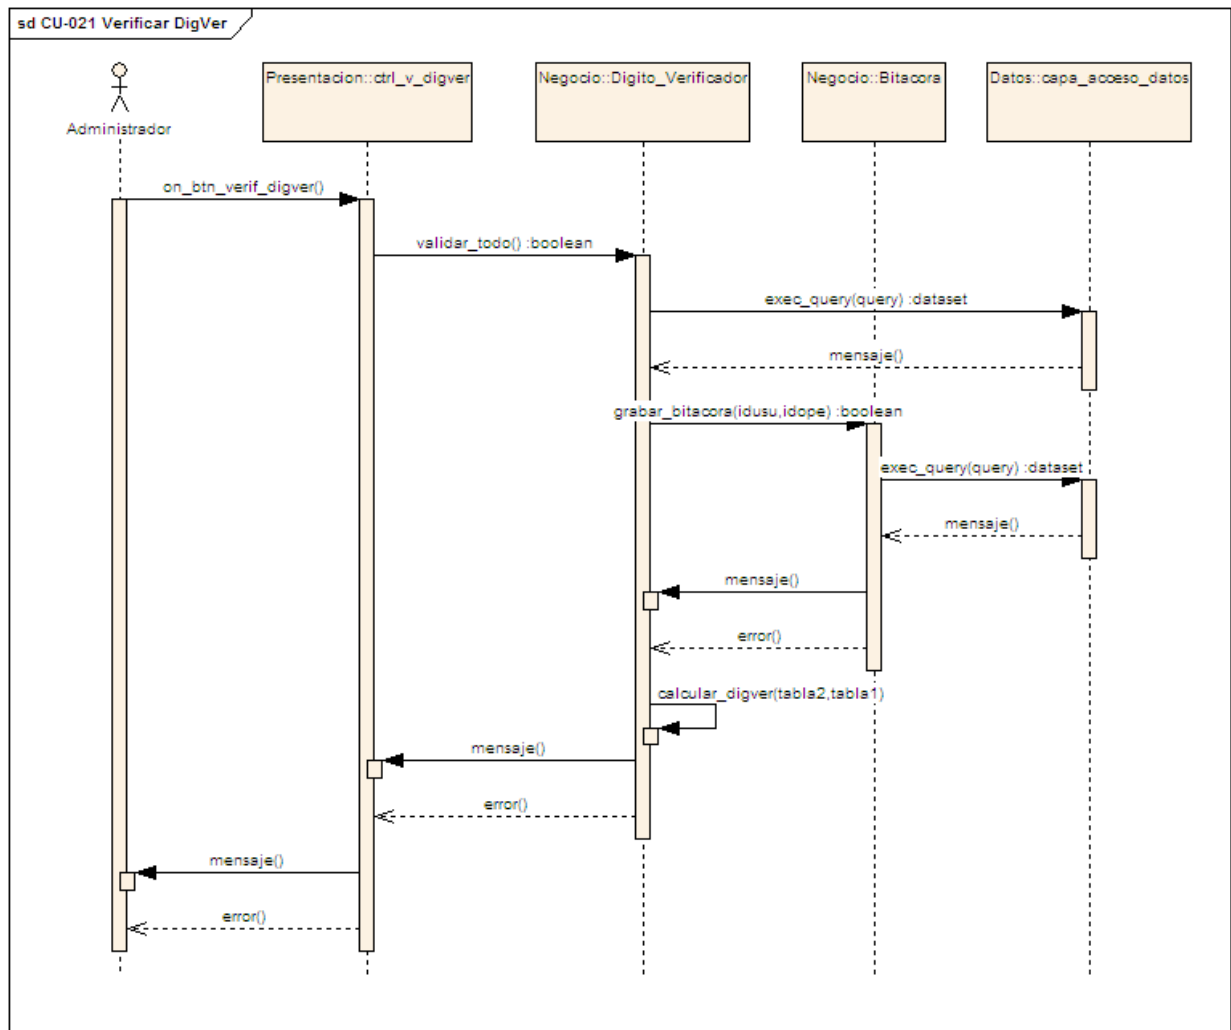 sd CU-021 Verificar DigVer
Administrador
Presentacion::ctrl_v_digver
Negocio::Digito_Verificador
Negocio::Bitacora
Datos::capa_acceso_datos
on_btn_verif_digver()
validar_todo() :boolean
exec_query(query) :dataset
mensaje()
grabar_bitacora(idusu,idope) :boolean
exec_query(query) :dataset
mensaje()
mensaje()
error()
calcular_digver(tabla2,tabla1)
mensaje()
error()
mensaje()
error()